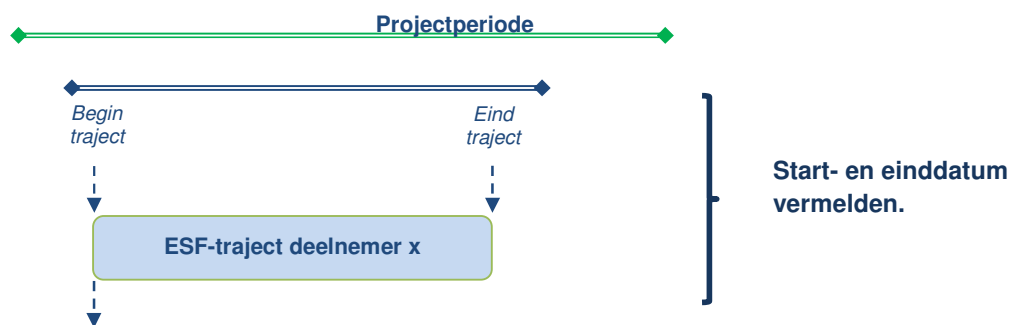 Projectperiode
Begin
traject
Eind
traject
Start- en einddatum
vermelden.
ESF-traject deelnemer x